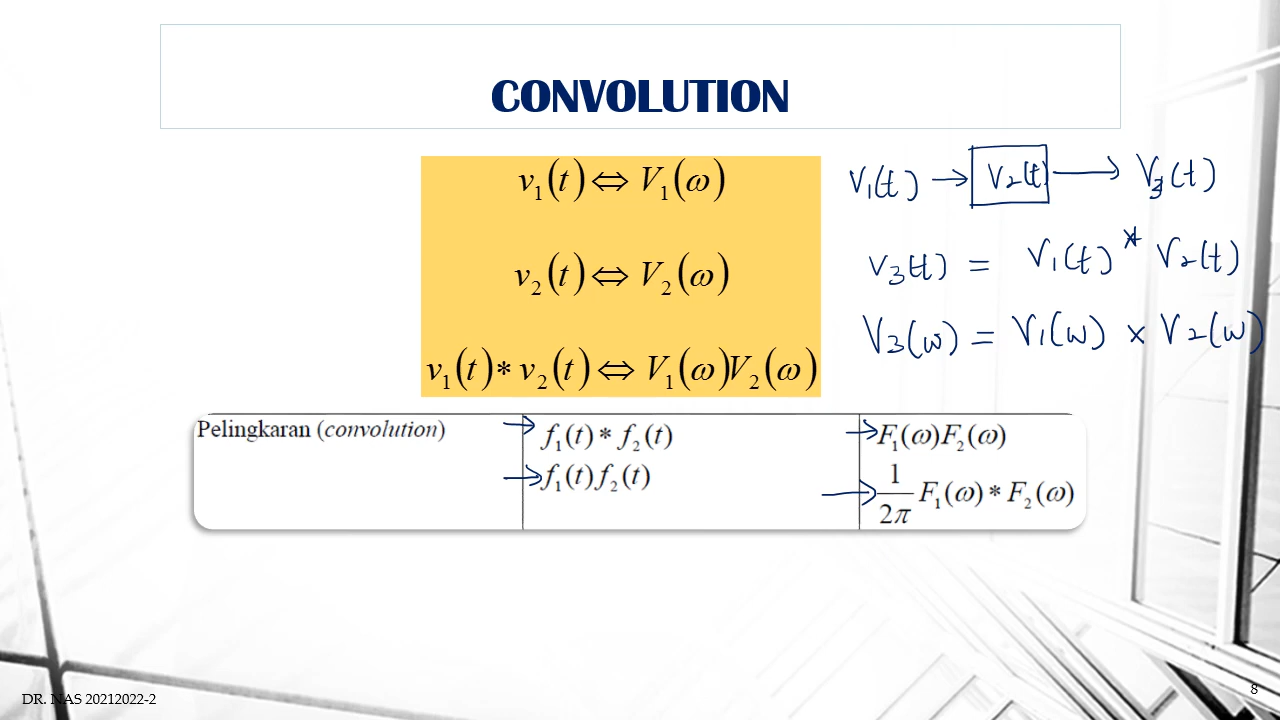 CONVOLUTION
v₁(t) ⇔ V₁(ω)
v₂(t) ⇔ V₂(ω)
v₁(t) * v₂(t) ⇔ V₁(ω)V₂(ω)
V₁(t) → V₂(t) → V₃(t)
V₃(t) = V₁(t) * V₂(t)
V₃(ω) = V₁(ω) × V₂(ω)
Pelingkaran (convolution) → f₁(t) * f₂(t) → F₁(ω)F₂(ω)
→ f₁(t)f₂(t) → 1/2π F₁(ω) * F₂(ω)
DR. NAS 20212022-2
8